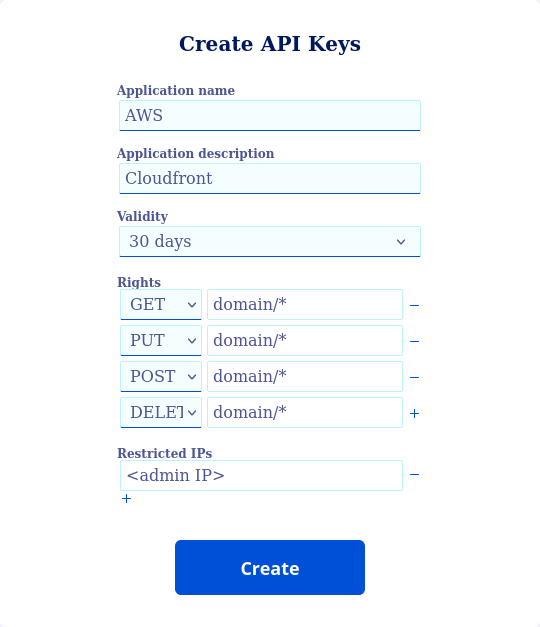 Create API Keys
Application name
AWS
Application description
Cloudfront
Validity
30 days
Rights
GET domain/* −
PUT domain/* −
POST domain/* −
DELET domain/* +
Restricted IPs
<admin IP> −
+
Create